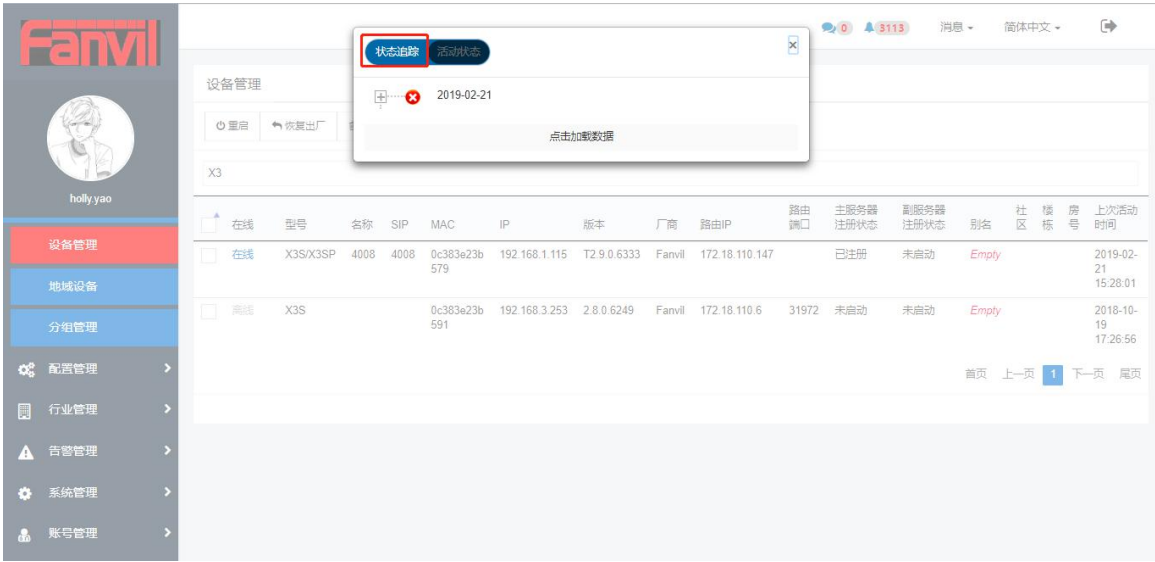 Fanvil
0 3113 消息 简体中文
状态追踪 活动状态 ×
2019-02-21
点击加载数据
设备管理
重启 恢复出厂
X3
holly.yao
设备管理
地域设备
分组管理
配置管理
行业管理
告警管理
系统管理
账号管理
在线 型号 名称 SIP MAC IP 版本 厂商 路由IP 路由端口 主服务器注册状态 副服务器注册状态 别名 社区 楼栋 房号 上次活动时间
在线 X3S/X3SP 4008 4008 0c383e23b579 192.168.1.115 T2.9.0.6333 Fanvil 172.18.110.147 已注册 未启动 Empty 2019-02-21 15:28:01
离线 X3S 0c383e23b591 192.168.3.253 2.8.0.6249 Fanvil 172.18.110.6 31972 未启动 未启动 Empty 2018-10-19 17:26:56
首页 上一页 1 下一页 尾页